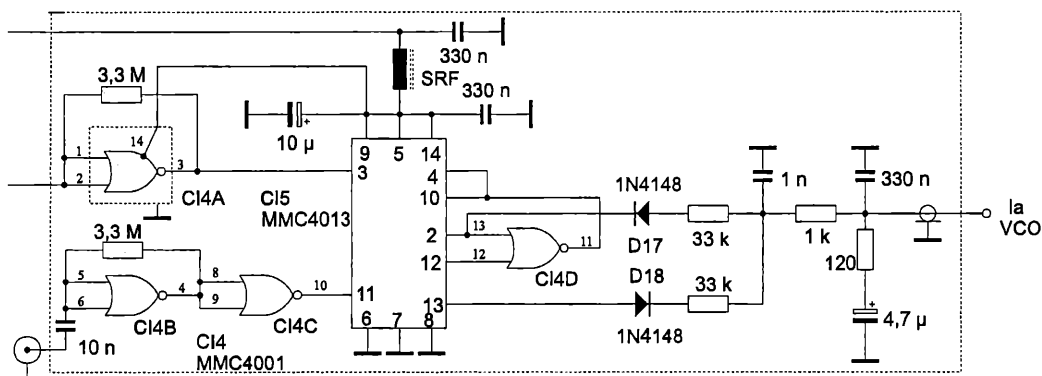 330 n
SRF
3,3 M
330 n
10 µ
+
14
1
2
3
CI4A
CI5
MMC4013
9
5
14
3
4
10
2
12
13
11
6
7
8
13
12
11
CI4D
1N4148
D17
33 k
D18
1N4148
33 k
1 n
330 n
1 k
120
+
4,7 µ
Ia
VCO
3,3 M
5
6
4
CI4B
8
9
10
CI4C
10 n
CI4
MMC4001